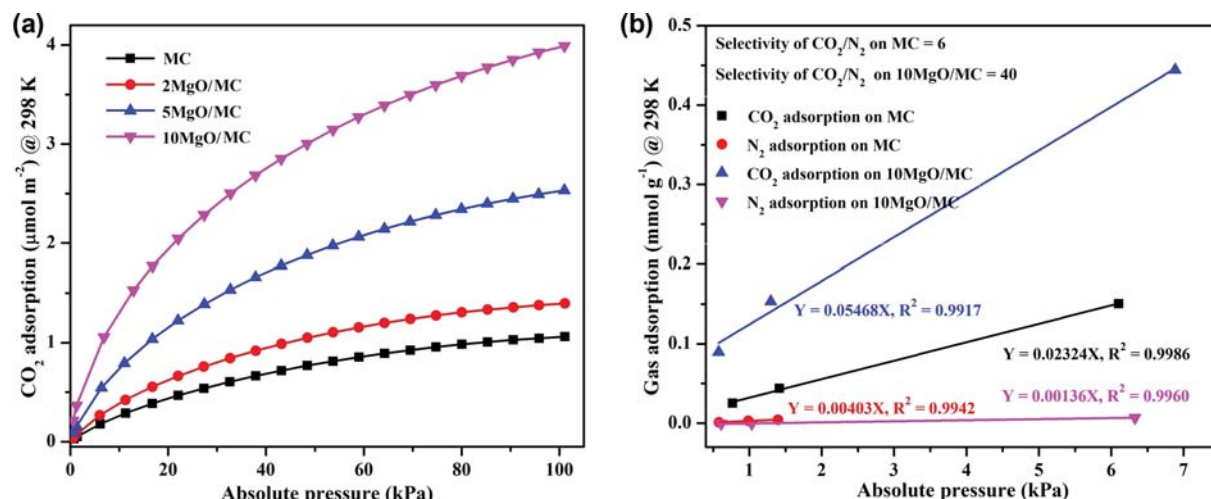 (a)
CO₂ adsorption (μmol m⁻²) @ 298 K
4
3
2
1
0
MC
2MgO/MC
5MgO/MC
10MgO/MC
0 20 40 60 80 100
Absolute pressure (kPa)
(b)
Gas adsorption (mmol g⁻¹) @ 298 K
0.5
0.4
0.3
0.2
0.1
0.0
Selectivity of CO₂/N₂ on MC = 6
Selectivity of CO₂/N₂ on 10MgO/MC = 40
CO₂ adsorption on MC
N₂ adsorption on MC
CO₂ adsorption on 10MgO/MC
N₂ adsorption on 10MgO/MC
Y = 0.05468X, R² = 0.9917
Y = 0.02324X, R² = 0.9986
Y = 0.00403X, R² = 0.9942
Y = 0.00136X, R² = 0.9960
1 2 3 4 5 6 7
Absolute pressure (kPa)